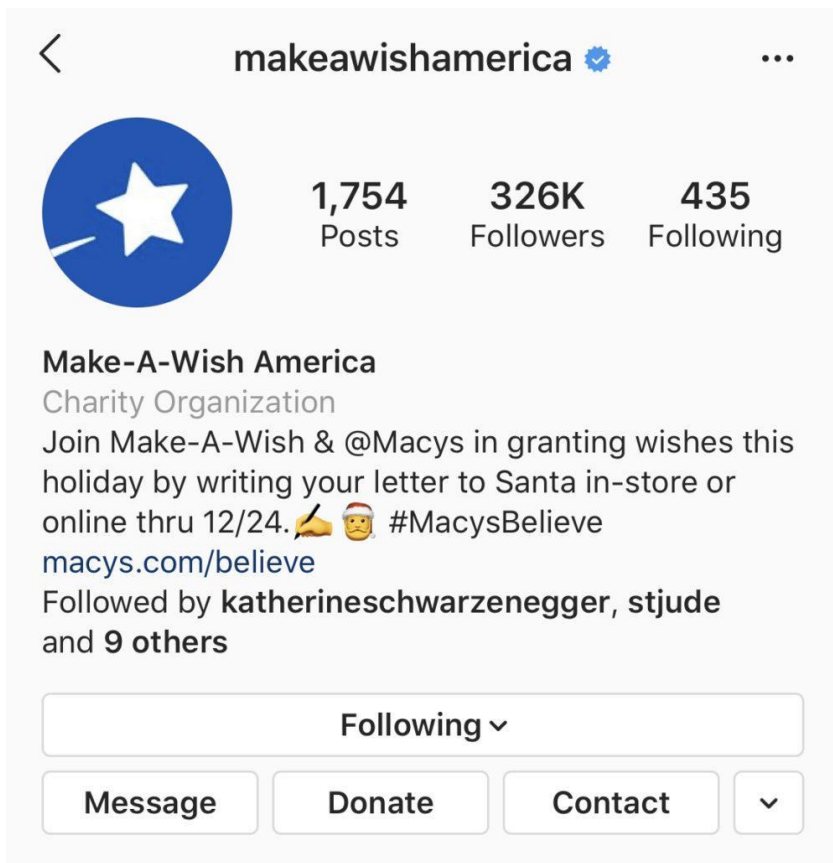 makeawishamerica
1,754 326K 435
Posts Followers Following
Make-A-Wish America
Charity Organization
Join Make-A-Wish & @Macys in granting wishes this
holiday by writing your letter to Santa in-store or
online thru 12/24.✍️🎅 #MacysBelieve
macys.com/believe
Followed by katherineschwarzenegger, stjude
and 9 others
Following
Message Donate Contact